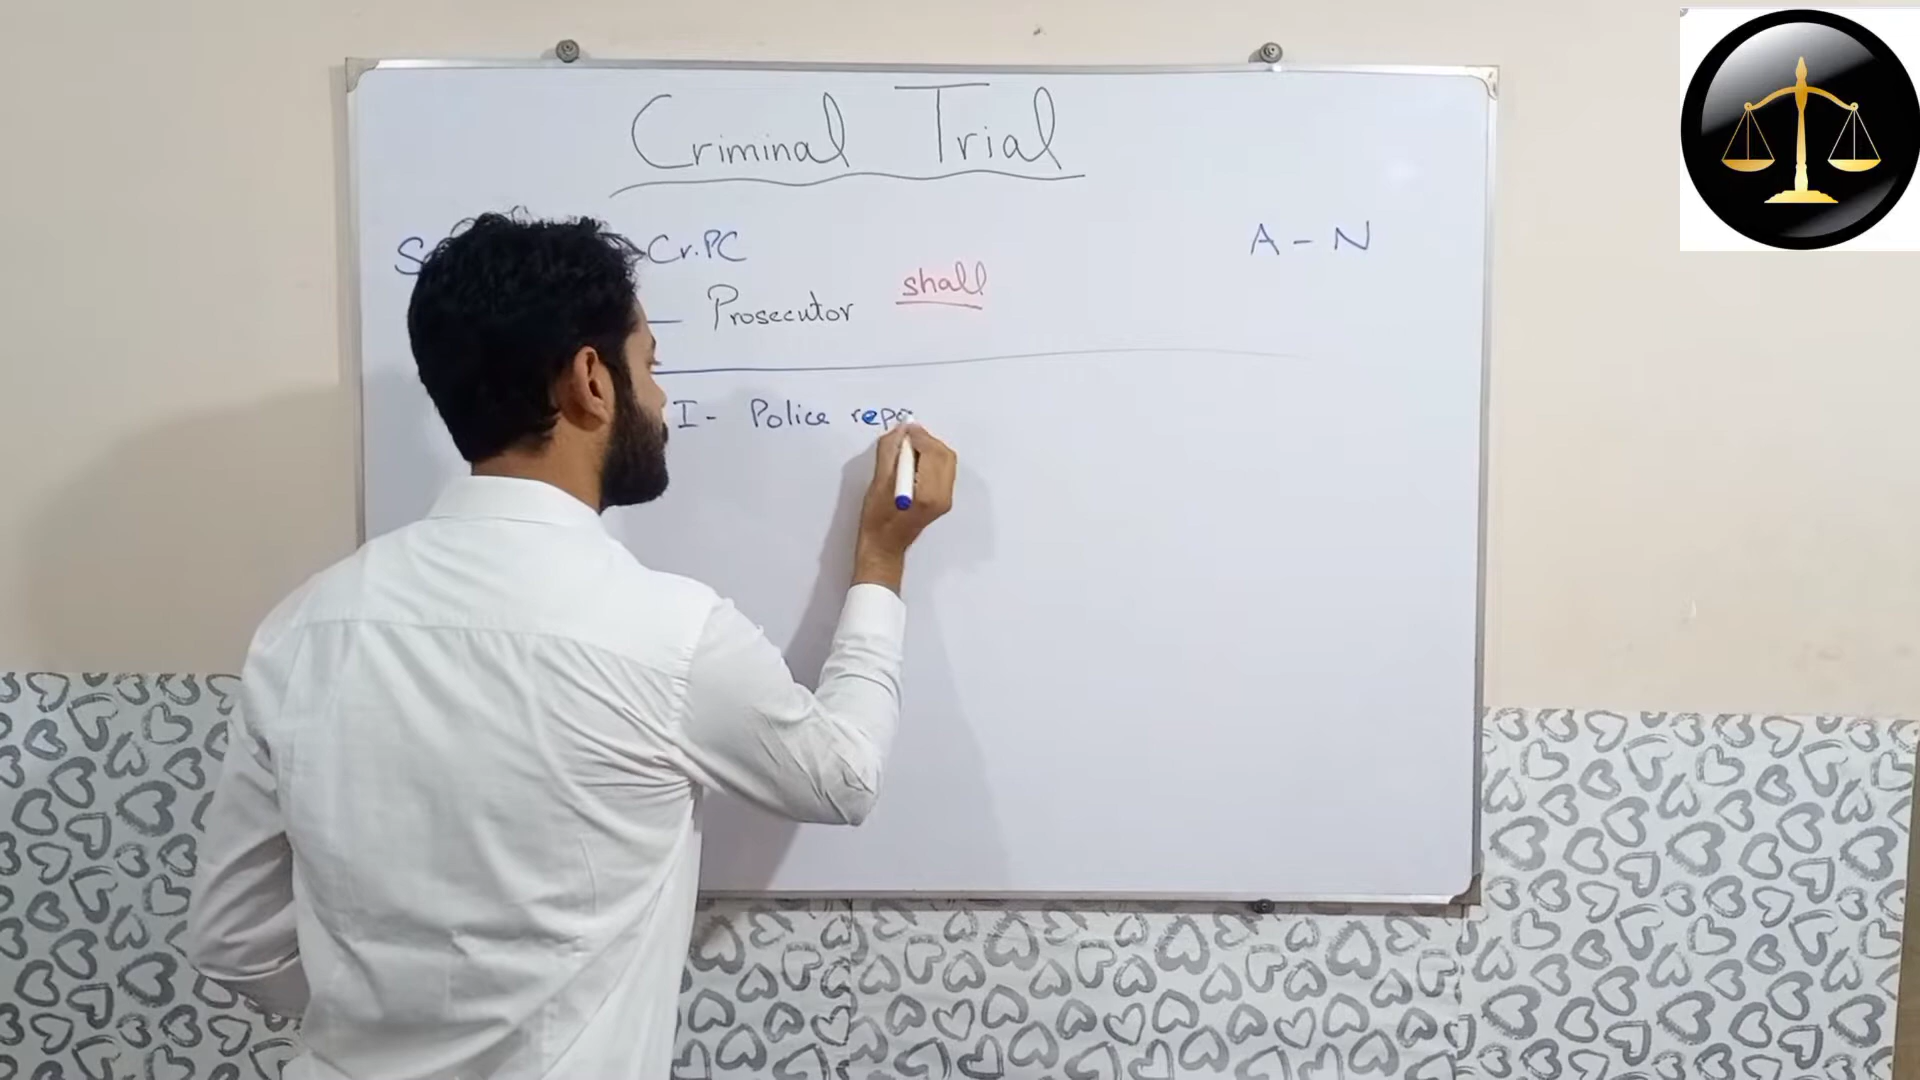 Criminal Trial
Cr.PC A - N
Prosecutor shall
I - Police repo